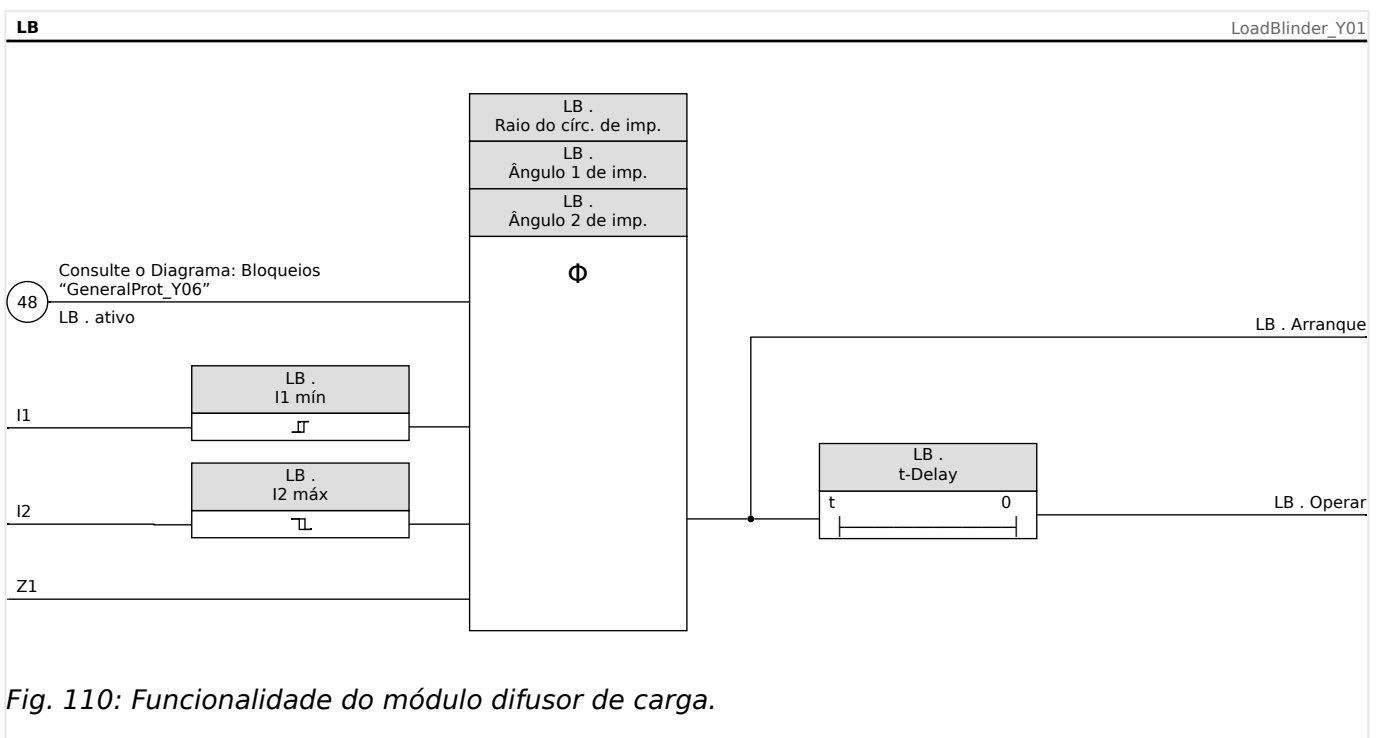 LB
LoadBlinder_Y01
LB .
Raio do círc. de imp.
LB .
Ângulo 1 de imp.
LB .
Ângulo 2 de imp.
Φ
Consulte o Diagrama: Bloqueios
“GeneralProt_Y06”
48
LB . ativo
LB . Arranque
LB .
I1 mín
I1
LB .
I2 máx
I2
LB .
t-Delay
t 0
LB . Operar
Z1
Fig. 110: Funcionalidade do módulo difusor de carga.